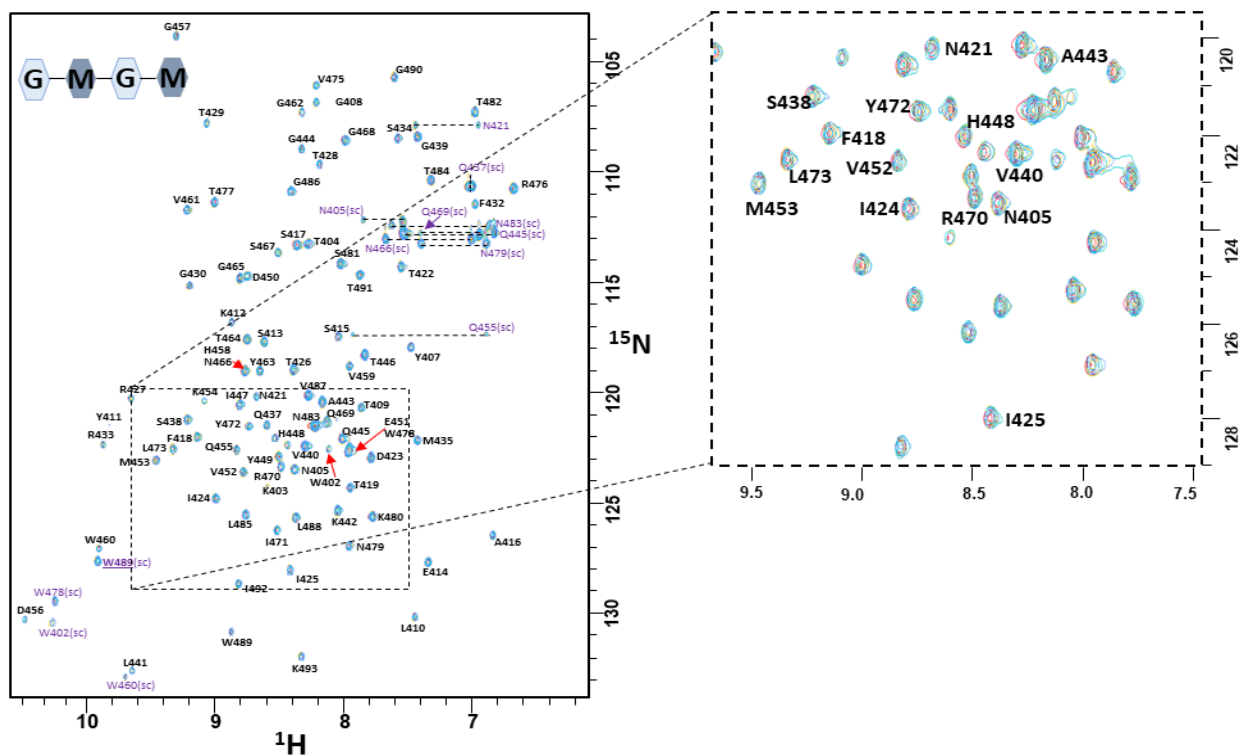 G457
G M G M
105
G490
V475
G462
G408
T482
T429
S434
N421
G444
G468
G439
T428
110
Q437(sc)
T484
G486
R476
T477
V461
F432
N405(sc)
Q469(sc)
N483(sc)
S417
T404
Q445(sc)
S467
N466(sc)
N479(sc)
S481
G465
D450
T422
G430
T491
115
K412
S413
S415
Q455(sc)
15N
T464
H458
Y407
N466
Y463
T426
T446
V459
120
R427
V487
K454
I447
N421
A443
T409
Q469
Y411
S438
Q437
N483
E451
Y472
Q445
W478
R433
F418
H448
M435
L473
Q455
V440
Y449
M453
N405
D423
V452
R470
W402
K403
T419
125
I424
L485
L488
K442
K480
I471
A416
W460
N479
W489(sc)
E414
I425
I492
W478(sc)
130
D456
L410
W402(sc)
W489
L441
K493
W460(sc)
10
9
8
7
1H
120
N421
A443
S438
Y472
H448
122
F418
V452
L473
V440
M453
I424
R470
N405
124
126
I425
128
9.5
9.0
8.5
8.0
7.5